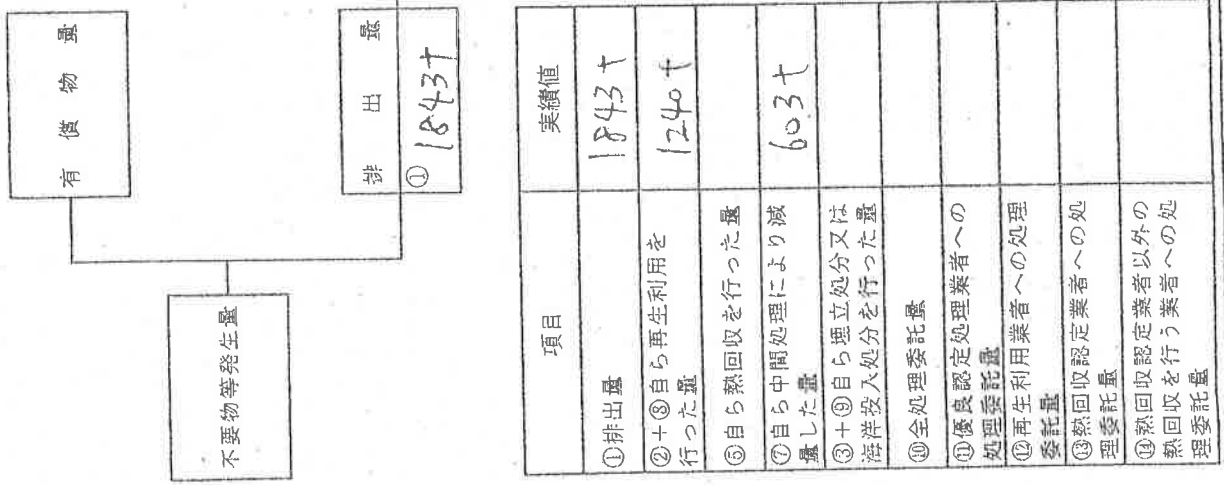 有償物量
不要物等発生量
排出量
① 1843t
項目 実績値
①排出量 1843t
②+⑧自ら再生利用を
行った量 1240t
⑤自ら熱回収を行った量
⑦自ら中間処理により減
量した量 603t
③+⑨自ら埋立処分又は
海洋投入処分を行った量
⑩全処理委託量
⑪優良認定処理業者への
処理委託量
⑫再生利用業者への処理
委託量
⑬熱回収認定業者への処
理委託量
⑭熱回収認定業者以外の
熱回収を行う業者への処
理委託量